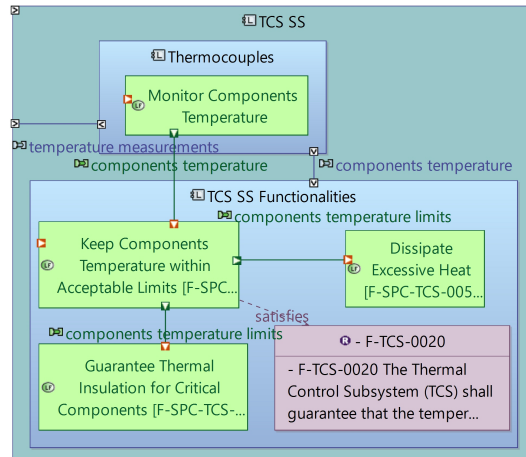 TCS SS
Thermocouples
Monitor Components
Temperature
temperature measurements
components temperature
components temperature
TCS SS Functionalities
components temperature limits
Keep Components
Temperature within
Acceptable Limits [F-SPC...
Dissipate
Excessive Heat
[F-SPC-TCS-005...
satisfies
components temperature limits
Guarantee Thermal
Insulation for Critical
Components [F-SPC-TCS-...
- F-TCS-0020
- F-TCS-0020 The Thermal
Control Subsystem (TCS) shall
guarantee that the temper...